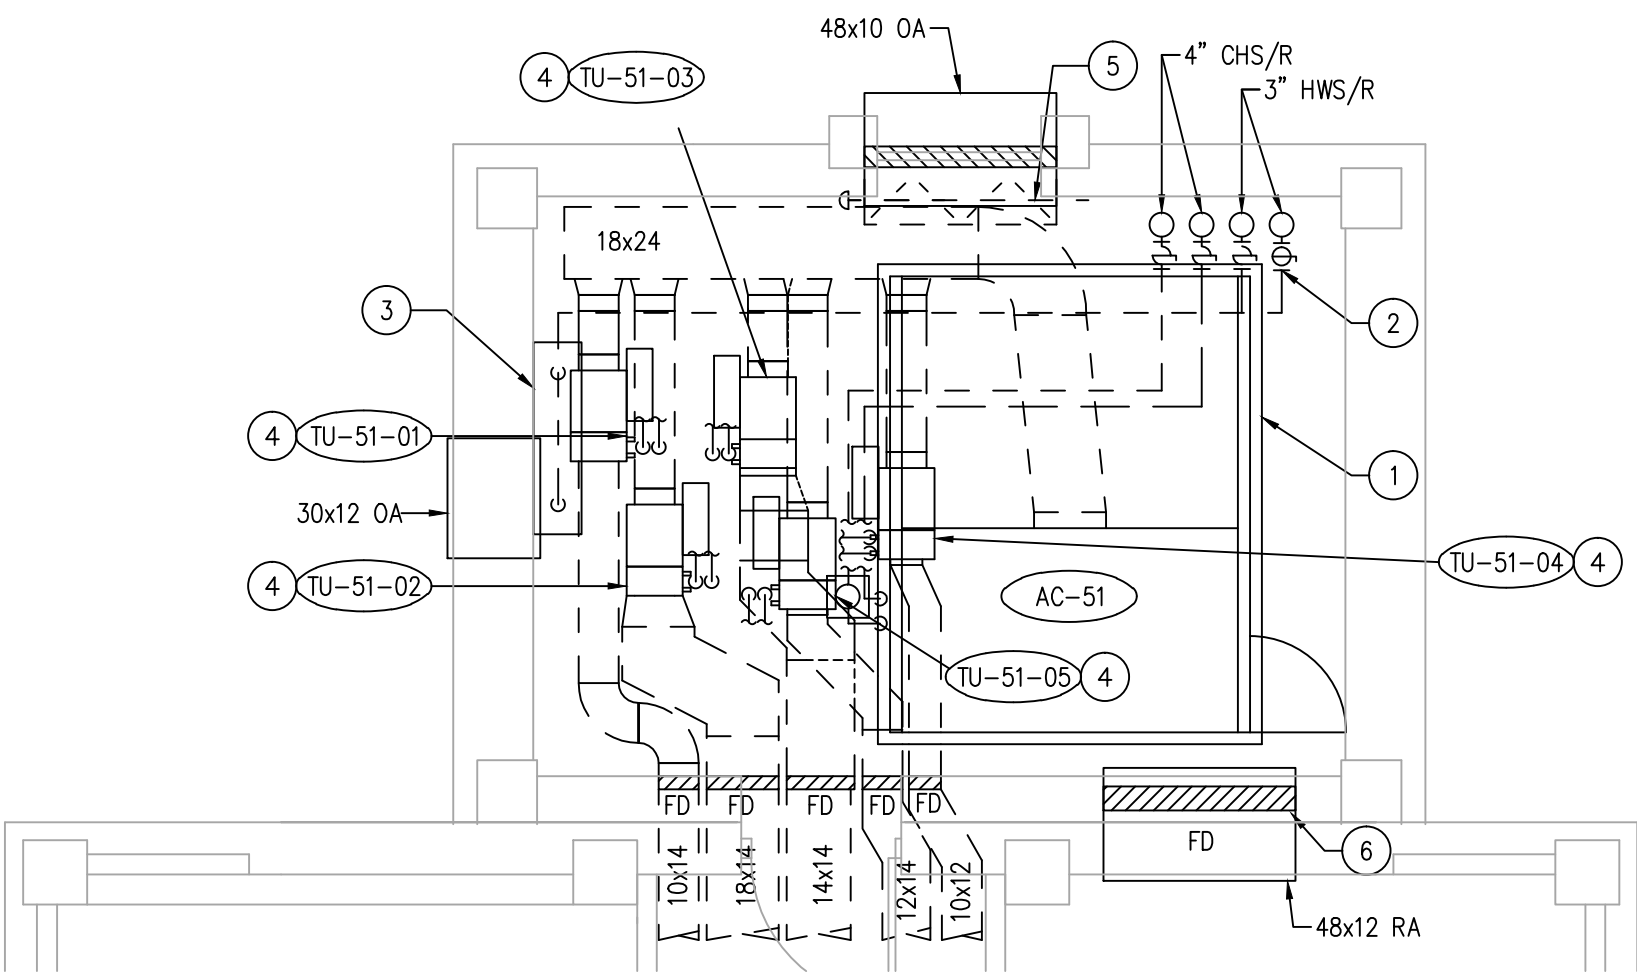 48x10 OA
4
TU-51-03
5
4” CHS/R
3” HWS/R
18x24
3
2
4
TU-51-01
1
30x12 OA
4
TU-51-02
TU-51-04
4
AC-51
TU-51-05
4
FD
FD
FD
FD
FD
FD
6
10x14
18x14
14x14
12x14
10x12
48x12 RA